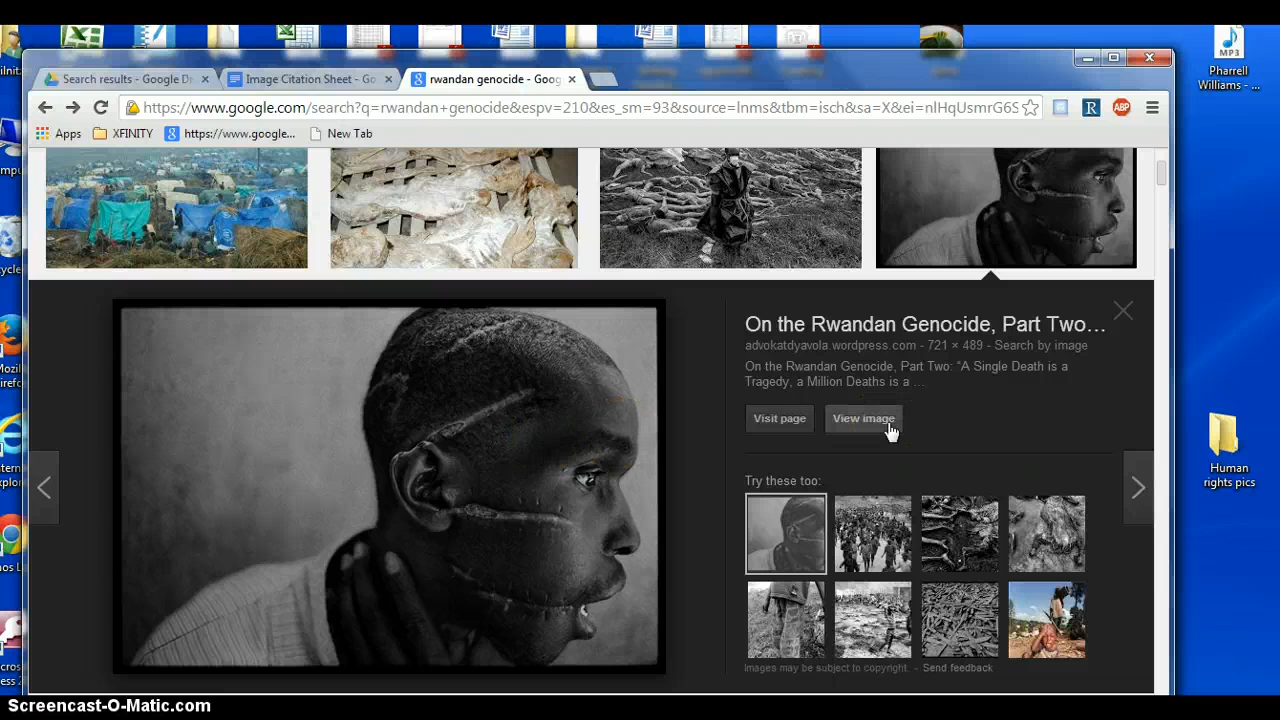 MP3
Pharrell
Williams - ...
Search results - Google D
Image Citation Sheet - Go
rwandan genocide - Goog
https://www.google.com/search?q=rwandan+genocide&espv=210&es_sm=93&source=lnms&tbm=isch&sa=X&ei=nlHqUsmrG6S
R
ABP
Apps
XFINITY
https://www.google...
New Tab
On the Rwandan Genocide, Part Two...
advokatdyavola.wordpress.com - 721 × 489 - Search by image
On the Rwandan Genocide, Part Two: “A Single Death is a
Tragedy, a Million Deaths is a ...
Visit page
View image
Try these too:
Human
rights pics
Images may be subject to copyright. - Send feedback
Screencast-O-Matic.com